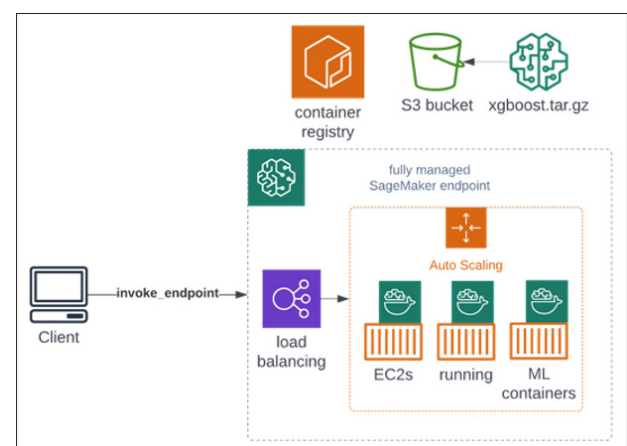 container
registry
S3 bucket
xgboost.tar.gz
fully managed
SageMaker endpoint
Auto Scaling
invoke_endpoint
Client
load
balancing
EC2s
running
ML
containers